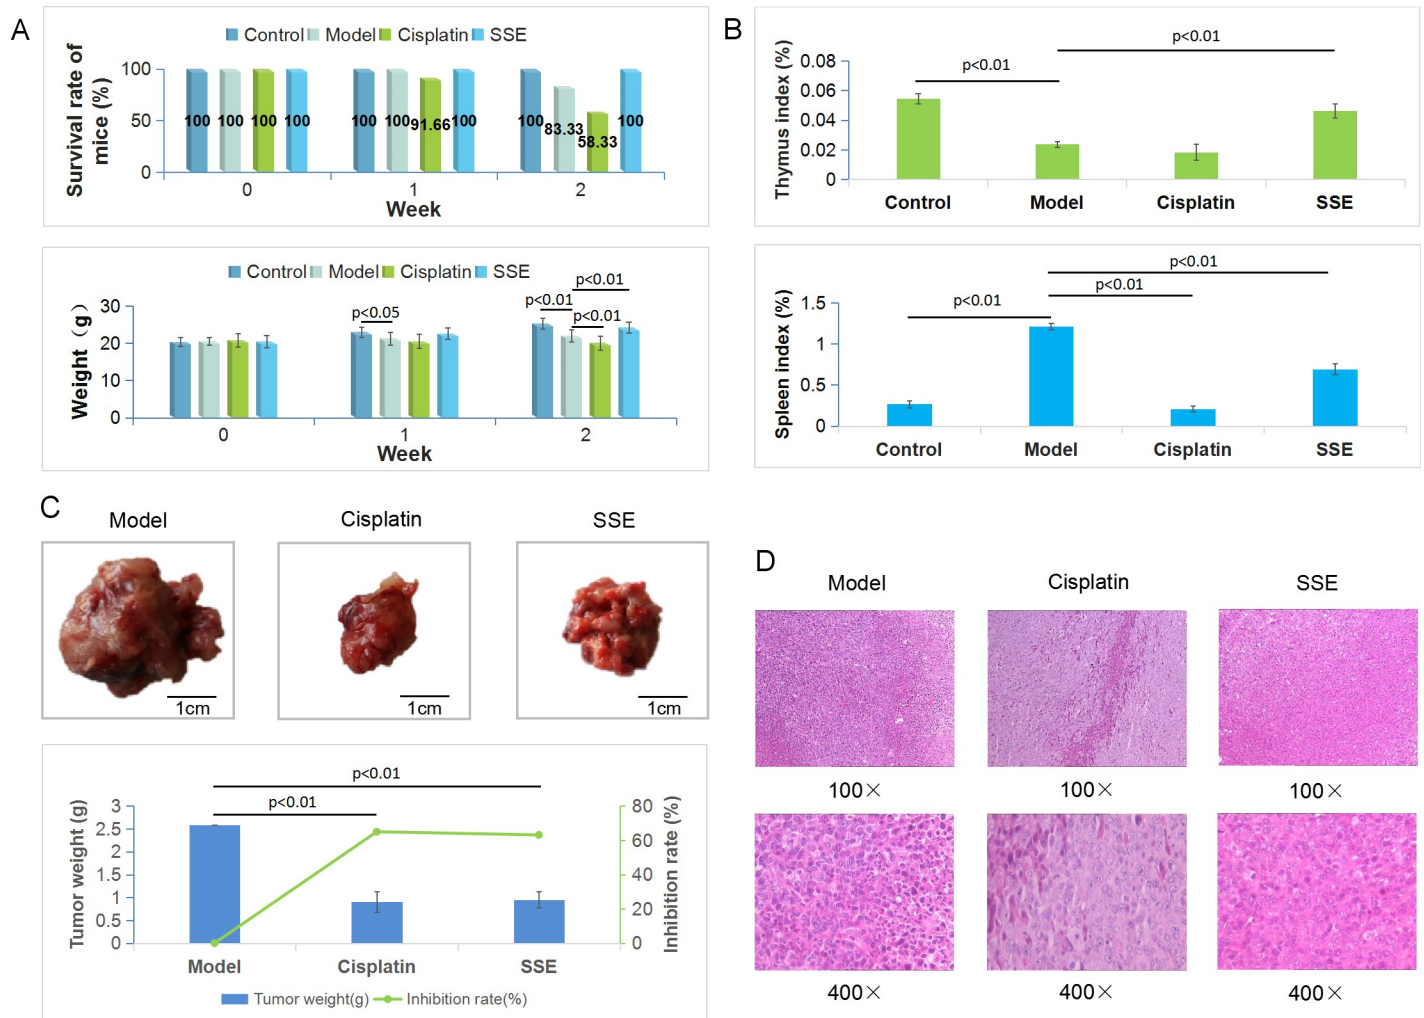 A
Control Model Cisplatin SSE
Survival rate of
mice (%)
100
50
0
100 100 100 100
100 100 91.66 100
100 83.33 58.33 100
0 1 2
Week
Control Model Cisplatin SSE
Weight（g）
30
20
10
0
p<0.05
p<0.01
p<0.01
p<0.01
0 1 2
Week
B
Thymus index (%)
0.08
0.06
0.04
0.02
0
p<0.01
p<0.01
Control Model Cisplatin SSE
Spleen index (%)
1.5
1
0.5
0
p<0.01
p<0.01
p<0.01
Control Model Cisplatin SSE
C
Model Cisplatin SSE
1cm 1cm 1cm
Tumor weight (g)
3
2.5
2
1.5
1
0.5
0
p<0.01
p<0.01
80
60
40
20
0
Inhibition rate (%)
Model Cisplatin SSE
Tumor weight(g) Inhibition rate(%)
D
Model Cisplatin SSE
100× 100× 100×
400× 400× 400×